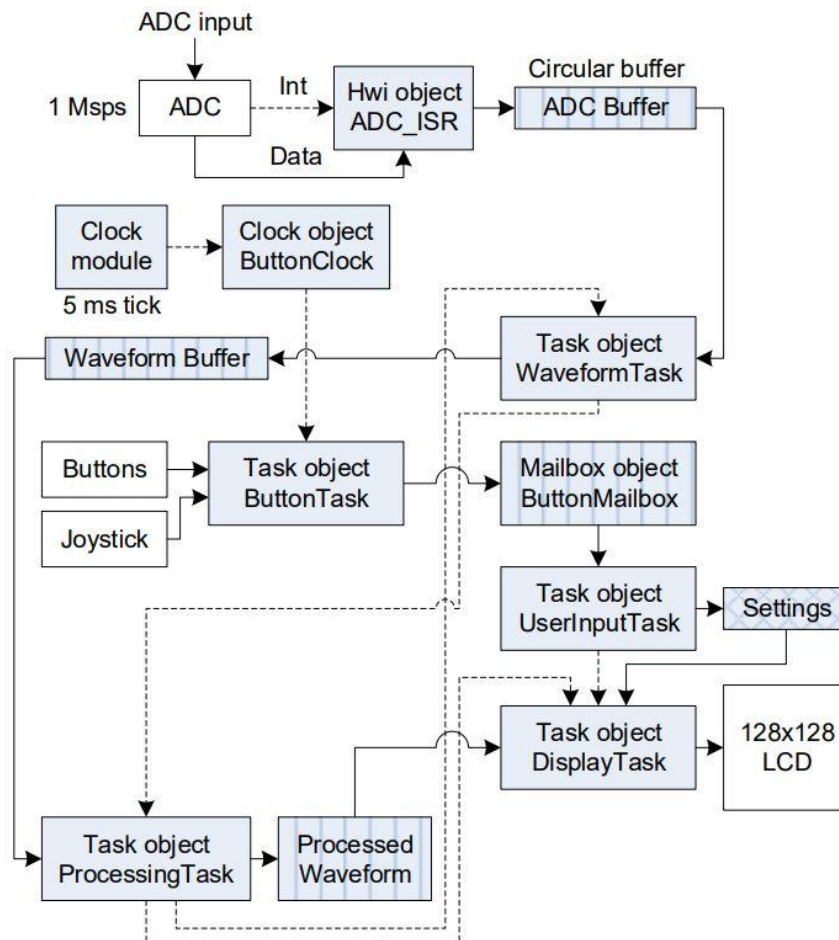 ADC input
1 Msps
ADC
Int
Data
Hwi object
ADC_ISR
Circular buffer
ADC Buffer
Clock
module
5 ms tick
Clock object
ButtonClock
Waveform Buffer
Task object
WaveformTask
Buttons
Joystick
Task object
ButtonTask
Mailbox object
ButtonMailbox
Task object
UserInputTask
Settings
Task object
DisplayTask
128x128
LCD
Task object
ProcessingTask
Processed
Waveform